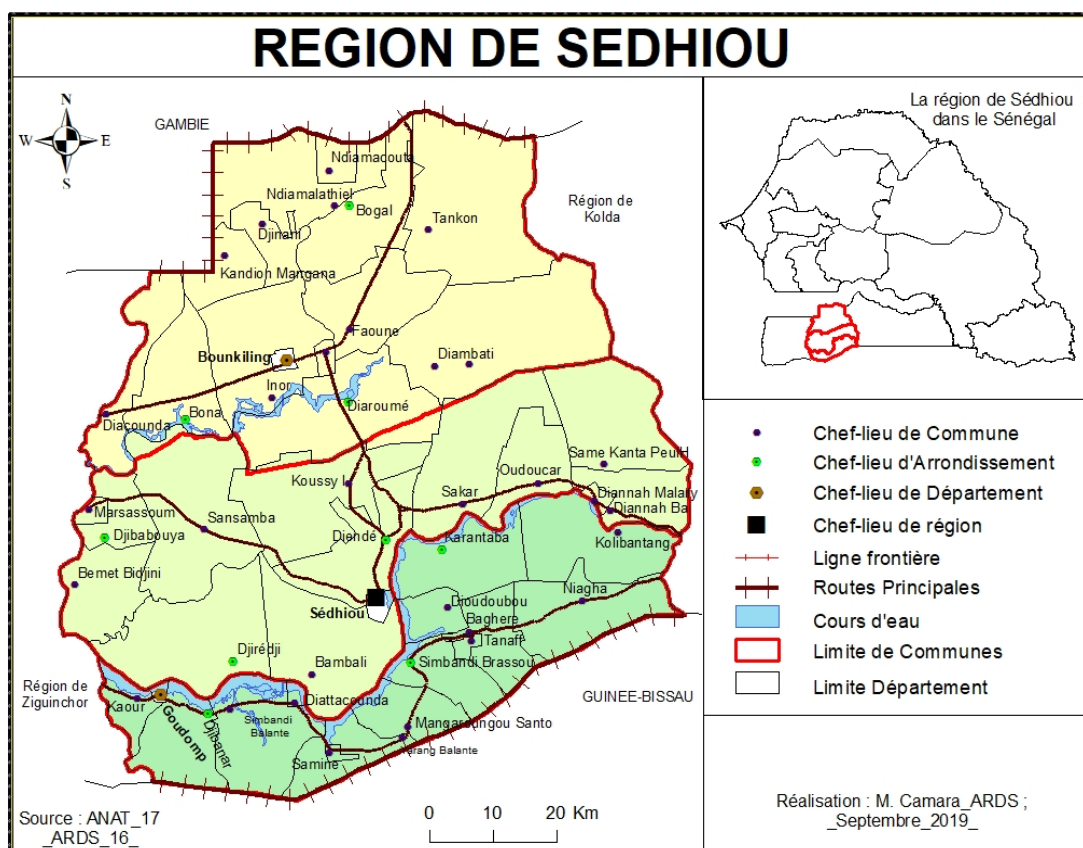 REGION DE SEDHIOU
N
W
E
S
GAMBIE
Ndiamacouta
Ndiamalathiel
Bogal
Djinani
Tankon
Région de
Kolda
Kandion Mangana
Faoune
Bounkiling
Diambati
Inor
Diaroumé
Diacounda
Bona
Same Kanta Peulh
Koussy
Oudoucar
Sakar
Diannah Malary
Diannah Ba
Marsassoum
Sansamba
Djibabouya
Diendé
Karantaba
Kolibantang
Bemet Bidjini
Niagha
Sédhiou
Dioudoubou
Baghere
Tanaff
Djirédji
Bambali
Simbandi Brassou
Région de
Ziguinchor
GUINEE-BISSAU
Kaour
Goudomp
Djibanar
Simbandi
Balante
Diattacounda
Mangaroungou Santo
Yarang Balante
Samine
0 10 20 Km
Source : ANAT_17
_ARDS_16_
La région de Sédhiou
dans le Sénégal
Chef-lieu de Commune
Chef-lieu d'Arrondissement
Chef-lieu de Département
Chef-lieu de région
Ligne frontière
Routes Principales
Cours d'eau
Limite de Communes
Limite Département
Réalisation : M. Camara_ARDS ;
_Septembre_2019_